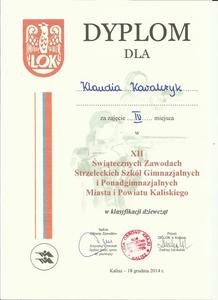 LOK
DYPLOM
DLA
Klaudia Kowalczyk
za zajęcie IV miejsca
w
XII
Świątecznych Zawodach
Strzeleckich Szkół Gimnazjalnych
i Ponadgimnazjalnych
Miasta i Powiatu Kaliskiego
w klasyfikacji dziewcząt
Kalisz - 18 grudnia 2014 r.